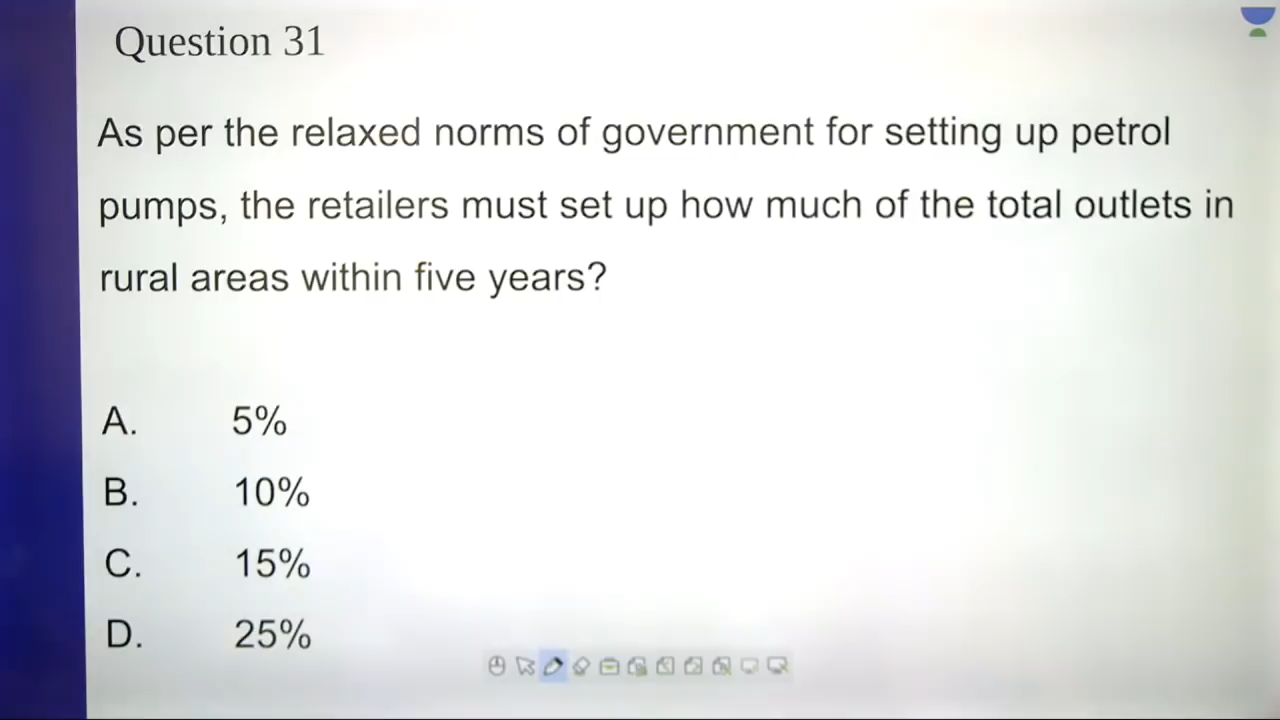 Question 31
As per the relaxed norms of government for setting up petrol
pumps, the retailers must set up how much of the total outlets in
rural areas within five years?
A. 5%
B. 10%
C. 15%
D. 25%